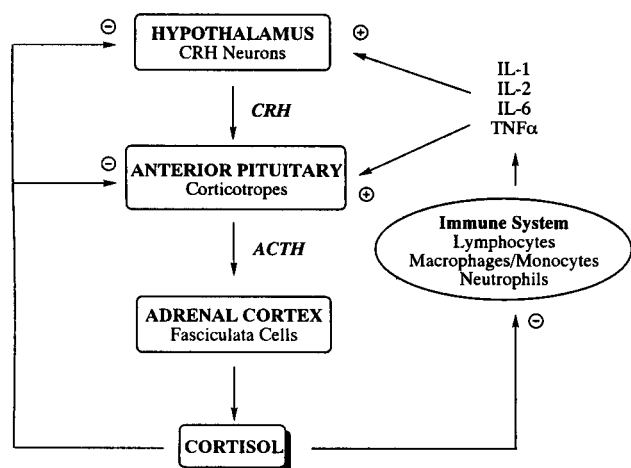 ⊖
HYPOTHALAMUS
CRH Neurons
⊕
IL-1
IL-2
IL-6
TNFα
CRH
⊖
ANTERIOR PITUITARY
Corticotropes
⊕
Immune System
Lymphocytes
Macrophages/Monocytes
Neutrophils
ACTH
ADRENAL CORTEX
Fasciculata Cells
⊖
CORTISOL